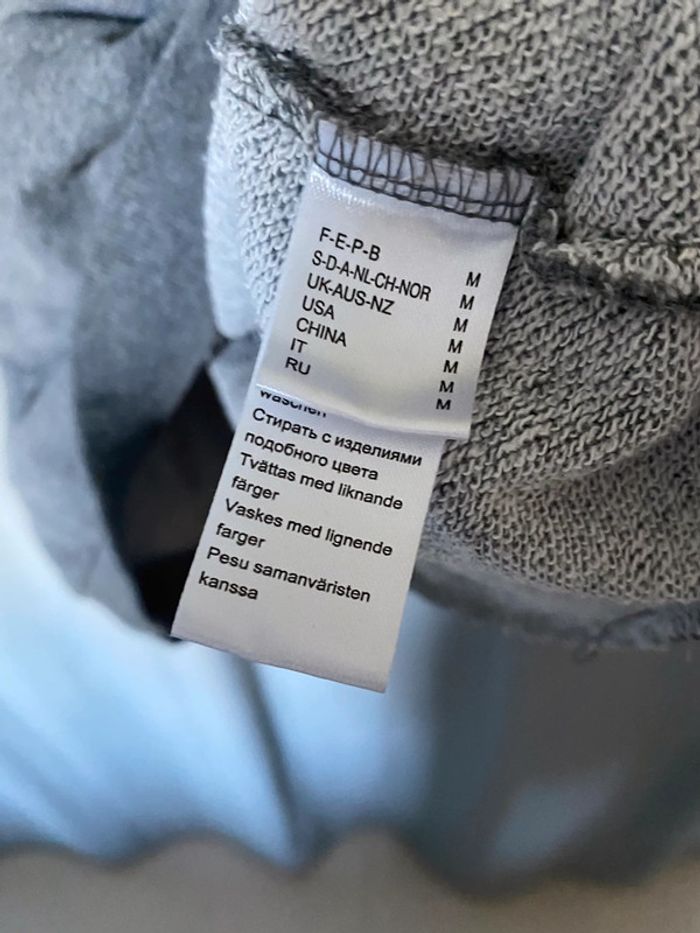 F-E-P-B M
S-D-A-NL-CH-NOR M
UK-AUS-NZ M
USA M
CHINA M
IT M
RU M
waschen
Стирать с изделиями
подобного цвета
Tvättas med liknande
färger
Vaskes med lignende
farger
Pesu samanväristen
kanssa